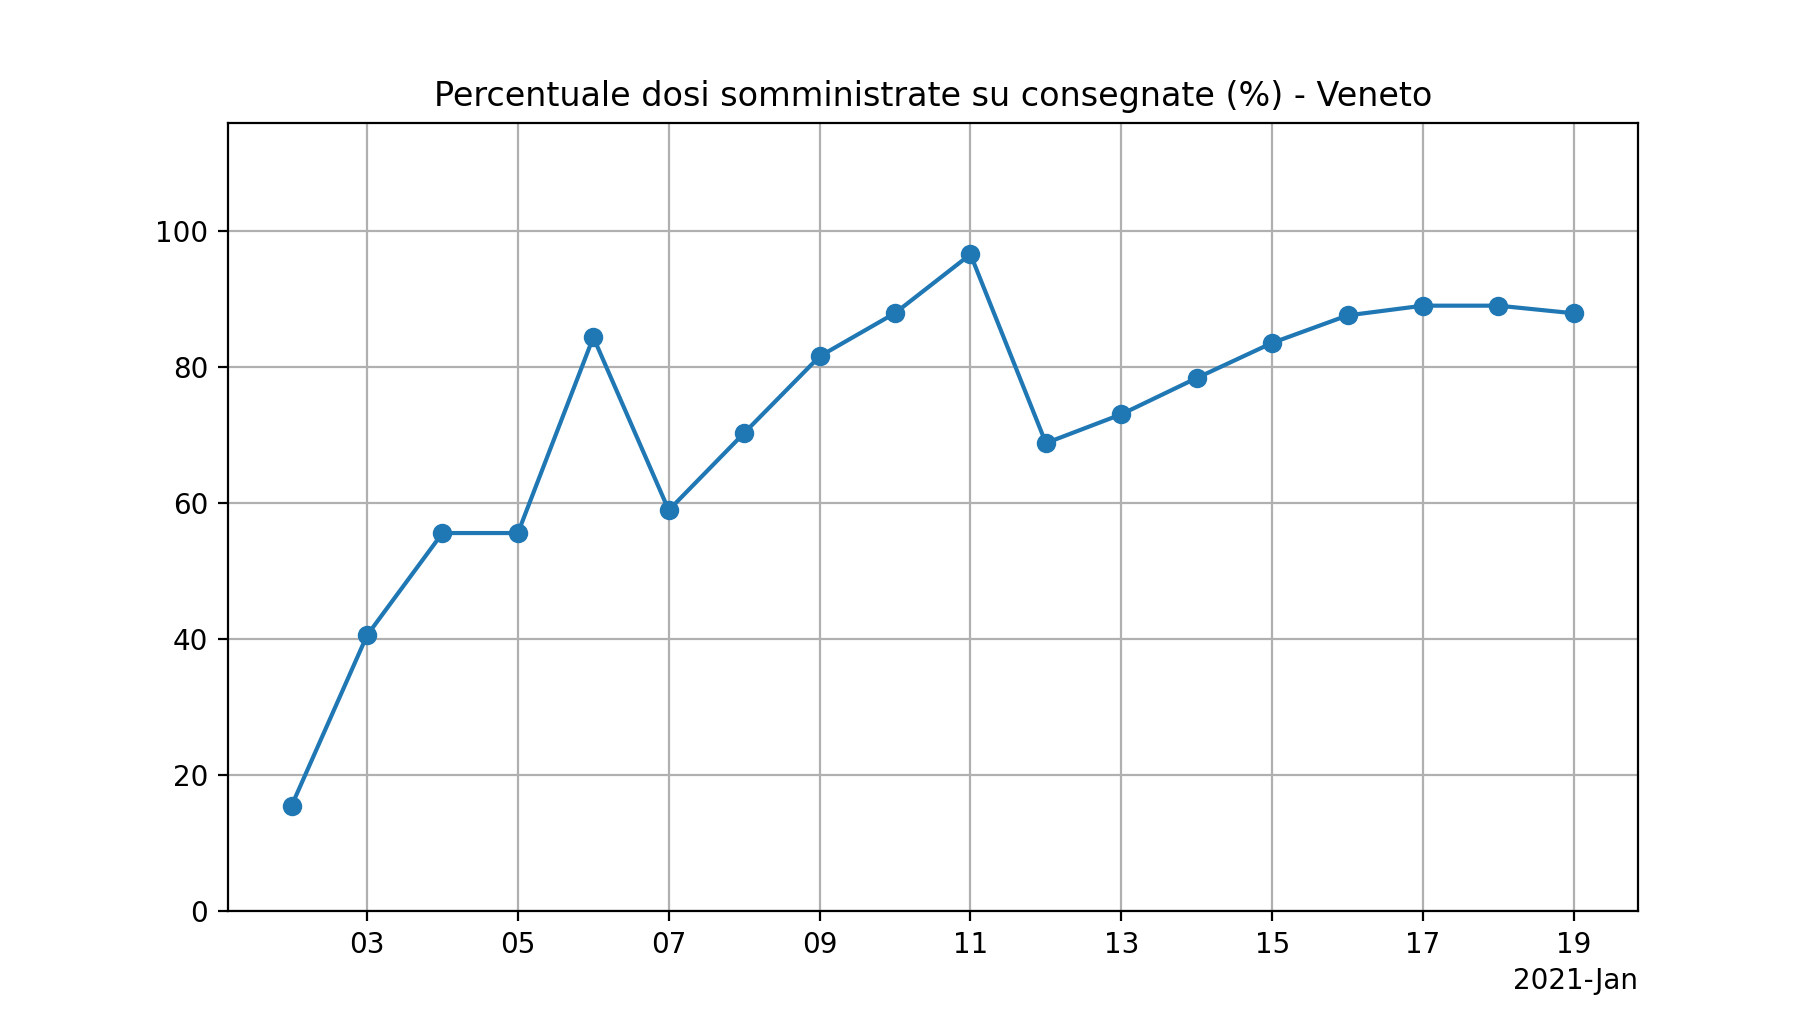 Percentuale dosi somministrate su consegnate (%) - Veneto
100
80
60
40
20
0
03 05 07 09 11 13 15 17 19
2021-Jan